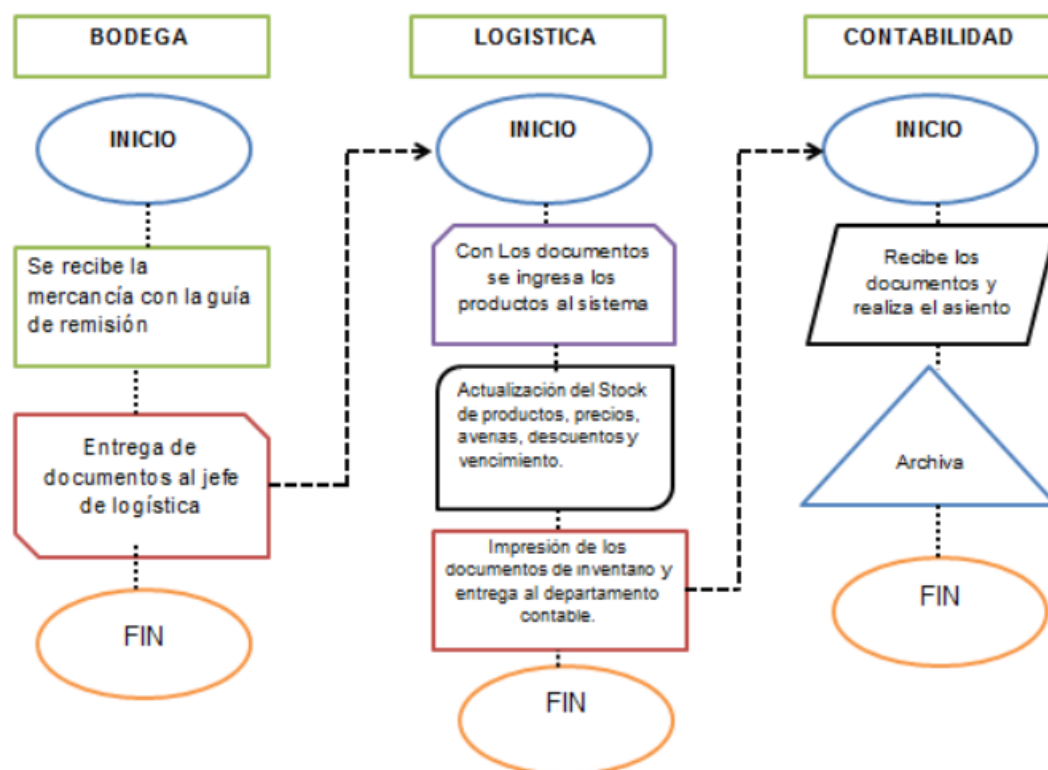 BODEGA
INICIO
Se recibe la
mercancía con la guía
de remisión
Entrega de
documentos al jefe
de logística
FIN
LOGISTICA
INICIO
Con Los documentos
se ingresa los
productos al sistema
Actualización del Stock
de productos, precios,
averias, descuentos y
vencimiento.
Impresión de los
documentos de inventario y
entrega al departamento
contable.
FIN
CONTABILIDAD
INICIO
Recibe los
documentos y
realiza el asiento
Archiva
FIN